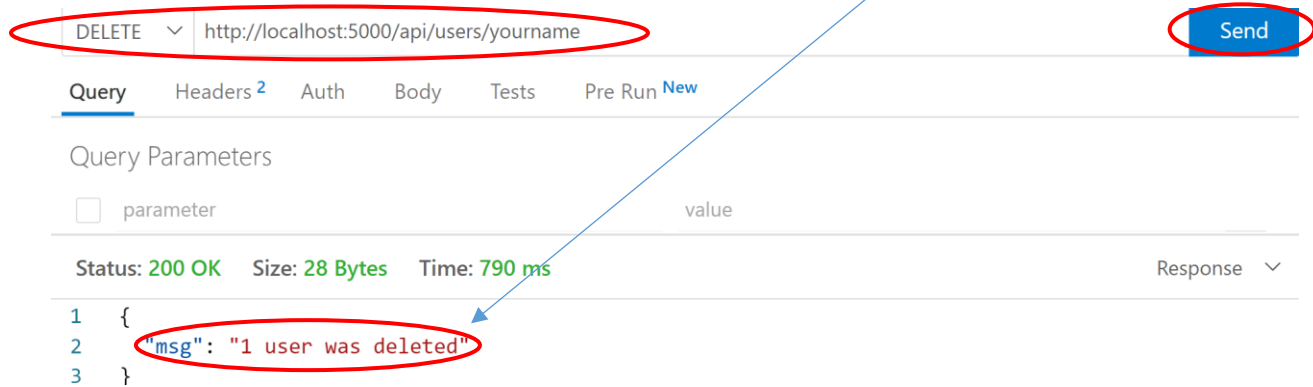 DELETE http://localhost:5000/api/users/yourname Send
Query Headers 2 Auth Body Tests Pre Run New
Query Parameters
parameter value
Status: 200 OK Size: 28 Bytes Time: 790 ms Response
1 {
2 "msg": "1 user was deleted"
3 }